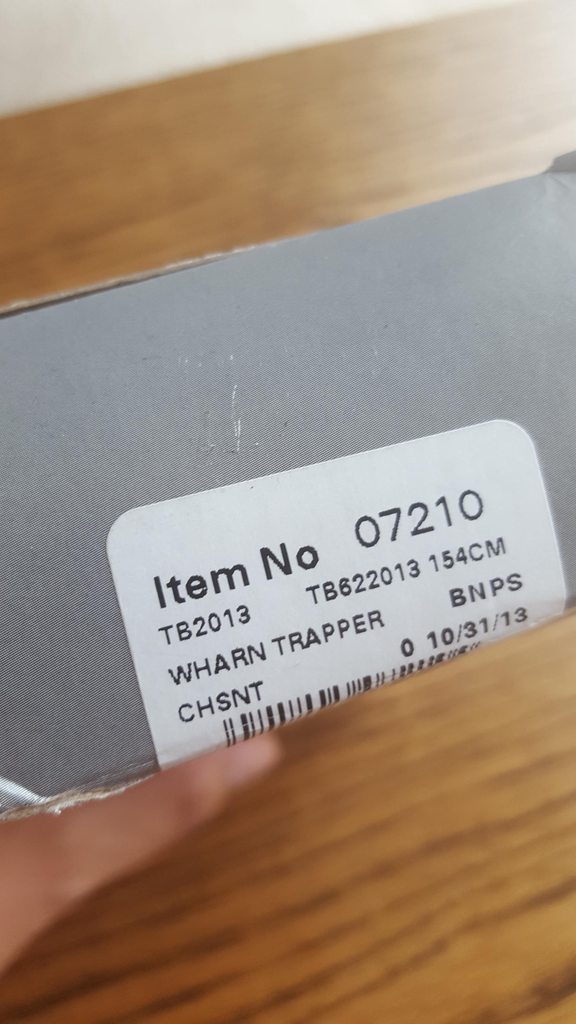 Item No 07210
TB2013 TB622013 154CM
WHARN TRAPPER BNPS
CHSNT 0 10/31/13